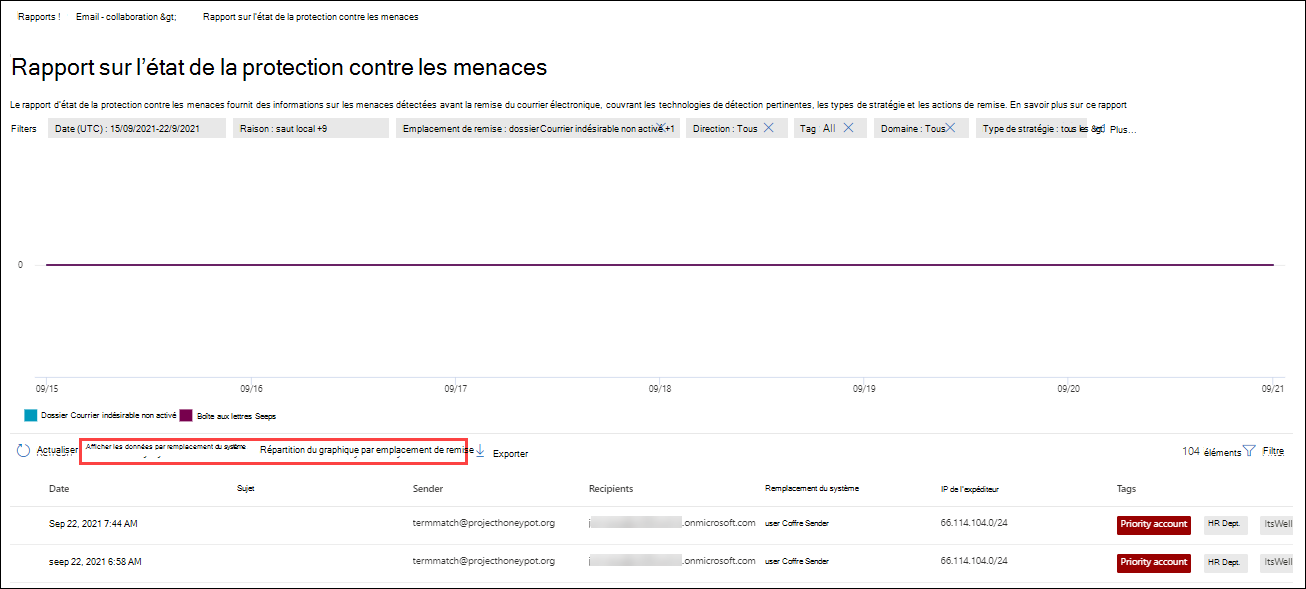 Rapports ! Email - collaboration &gt; Rapport sur l'état de la protection contre les menaces
Rapport sur l’état de la protection contre les menaces
Le rapport d'état de la protection contre les menaces fournit des informations sur les menaces détectées avant la remise du courrier électronique, couvrant les technologies de détection pertinentes, les types de stratégie et les actions de remise. En savoir plus sur ce rapport
Filters Date (UTC) : 15/09/2021-22/9/2021 Raison : saut local +9 Emplacement de remise : dossier Courrier indésirable non activé.+1 Direction : Tous Tag All Domaine : Tous Type de stratégie : tous les &gt; Plus...
0
09/15 09/16 09/17 09/18 09/19 09/20 09/21
Dossier Courrier indésirable non activé Boîte aux lettres Seeps
Actualiser Afficher les données par remplacement du système Répartition du graphique par emplacement de remise Exporter 104 éléments Filtre
Date Sujet Sender Recipients Remplacement du système IP de l'expéditeur Tags
Sep 22, 2021 7:44 AM termmatch@projecthoneypot.org j .onmicrosoft.com user Coffre Sender 66.114.104.0/24 Priority account HR Dept. ItsWell
seep 22, 2021 6:58 AM termmatch@projecthoneypot.org j .onmicrosoft.com user Coffre Sender 66.114.104.0/24 Priority account HR Dept. ItsWell